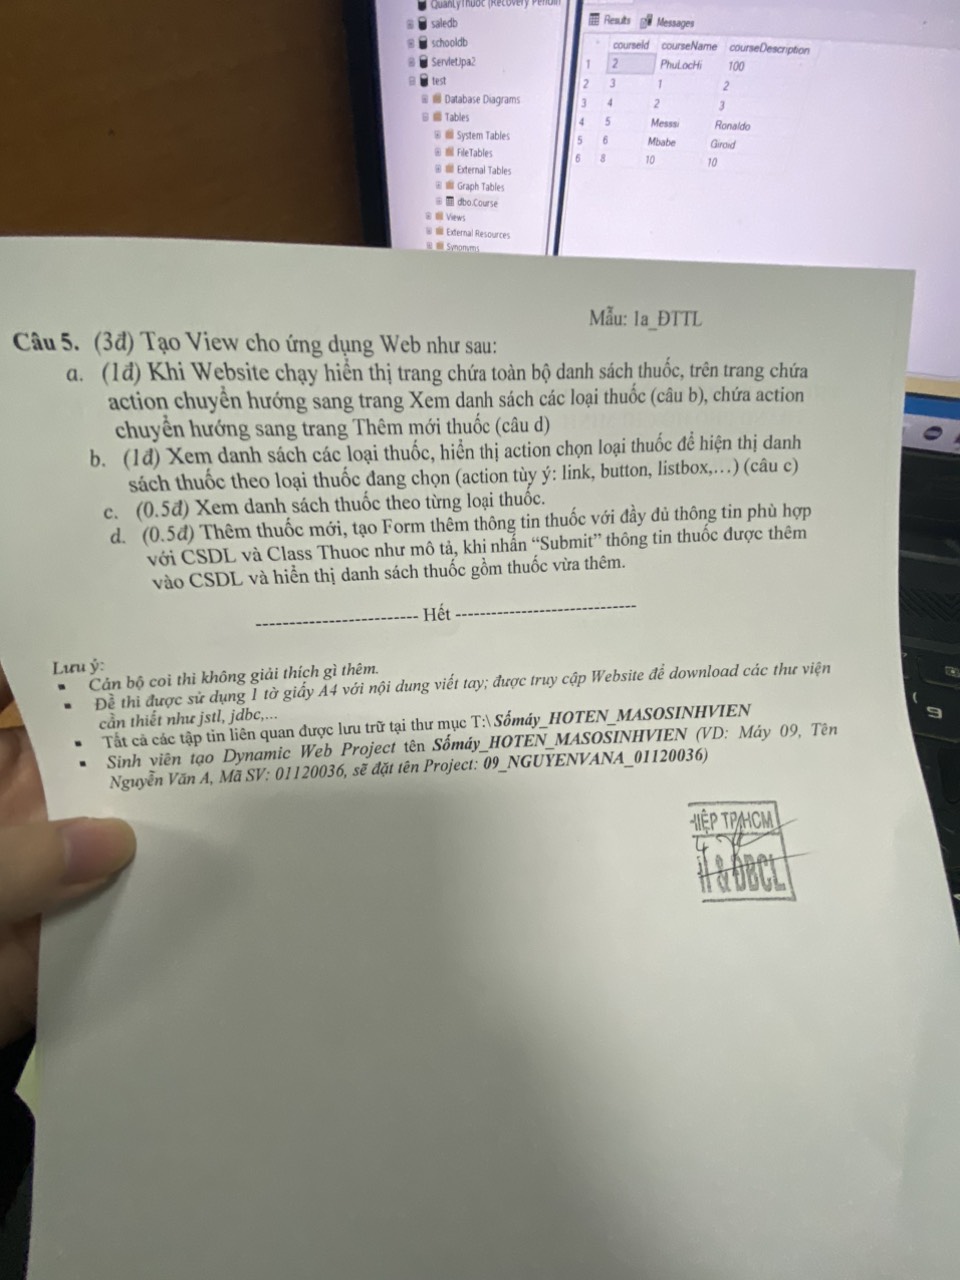 QuanLyThuoc (Recovery Pendin
saledb
schooldb
ServletJpa2
test
Database Diagrams
Tables
System Tables
FileTables
External Tables
Graph Tables
dbo.Course
Views
External Resources
Synonyms
Results Messages
courseId courseName courseDescription
1 2 PhuLocHi 100
2 3 1 2
3 4 2 3
4 5 Messsi Ronaldo
5 6 Mbabe Giroid
6 8 10 10
Mẫu: 1a_ĐTTL
Câu 5. (3đ) Tạo View cho ứng dụng Web như sau:
a. (1đ) Khi Website chạy hiển thị trang chứa toàn bộ danh sách thuốc, trên trang chứa
action chuyển hướng sang trang Xem danh sách các loại thuốc (câu b), chứa action
chuyển hướng sang trang Thêm mới thuốc (câu d)
b. (1đ) Xem danh sách các loại thuốc, hiển thị action chọn loại thuốc để hiện thị danh
sách thuốc theo loại thuốc đang chọn (action tùy ý: link, button, listbox,…) (câu c)
c. (0.5đ) Xem danh sách thuốc theo từng loại thuốc.
d. (0.5đ) Thêm thuốc mới, tạo Form thêm thông tin thuốc với đầy đủ thông tin phù hợp
với CSDL và Class Thuoc như mô tả, khi nhấn “Submit” thông tin thuốc được thêm
vào CSDL và hiển thị danh sách thuốc gồm thuốc vừa thêm.
------------------------- Hết ----------------------------
Lưu ý:
▪ Cán bộ coi thi không giải thích gì thêm.
▪ Đề thi được sử dụng 1 tờ giấy A4 với nội dung viết tay; được truy cập Website để download các thư viện
cần thiết như jstl, jdbc,...
▪ Tất cả các tập tin liên quan được lưu trữ tại thư mục T:\Sốmáy_HOTEN_MASOSINHVIEN
▪ Sinh viên tạo Dynamic Web Project tên Sốmáy_HOTEN_MASOSINHVIEN (VD: Máy 09, Tên
Nguyễn Văn A, Mã SV: 01120036, sẽ đặt tên Project: 09_NGUYENVANA_01120036)
HIỆP TP.HCM
& ĐBCL
( 9